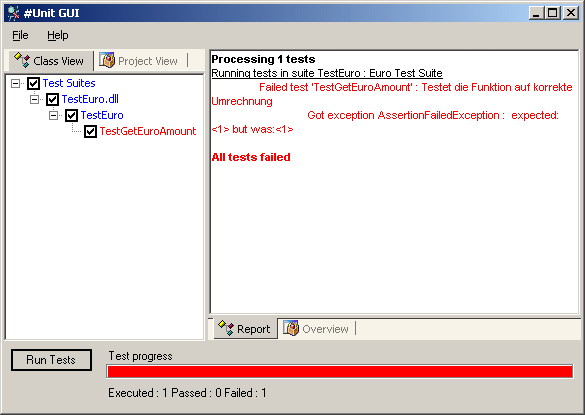 #Unit GUI
File Help
Class View Project View
Test Suites
TestEuro.dll
TestEuro
TestGetEuroAmount
Processing 1 tests
Running tests in suite TestEuro : Euro Test Suite
Failed test 'TestGetEuroAmount' : Testet die Funktion auf korrekte
Umrechnung
Got exception AssertionFailedException : expected:
<1> but was:<1>
All tests failed
Report Overview
Run Tests
Test progress
Executed : 1 Passed : 0 Failed : 1